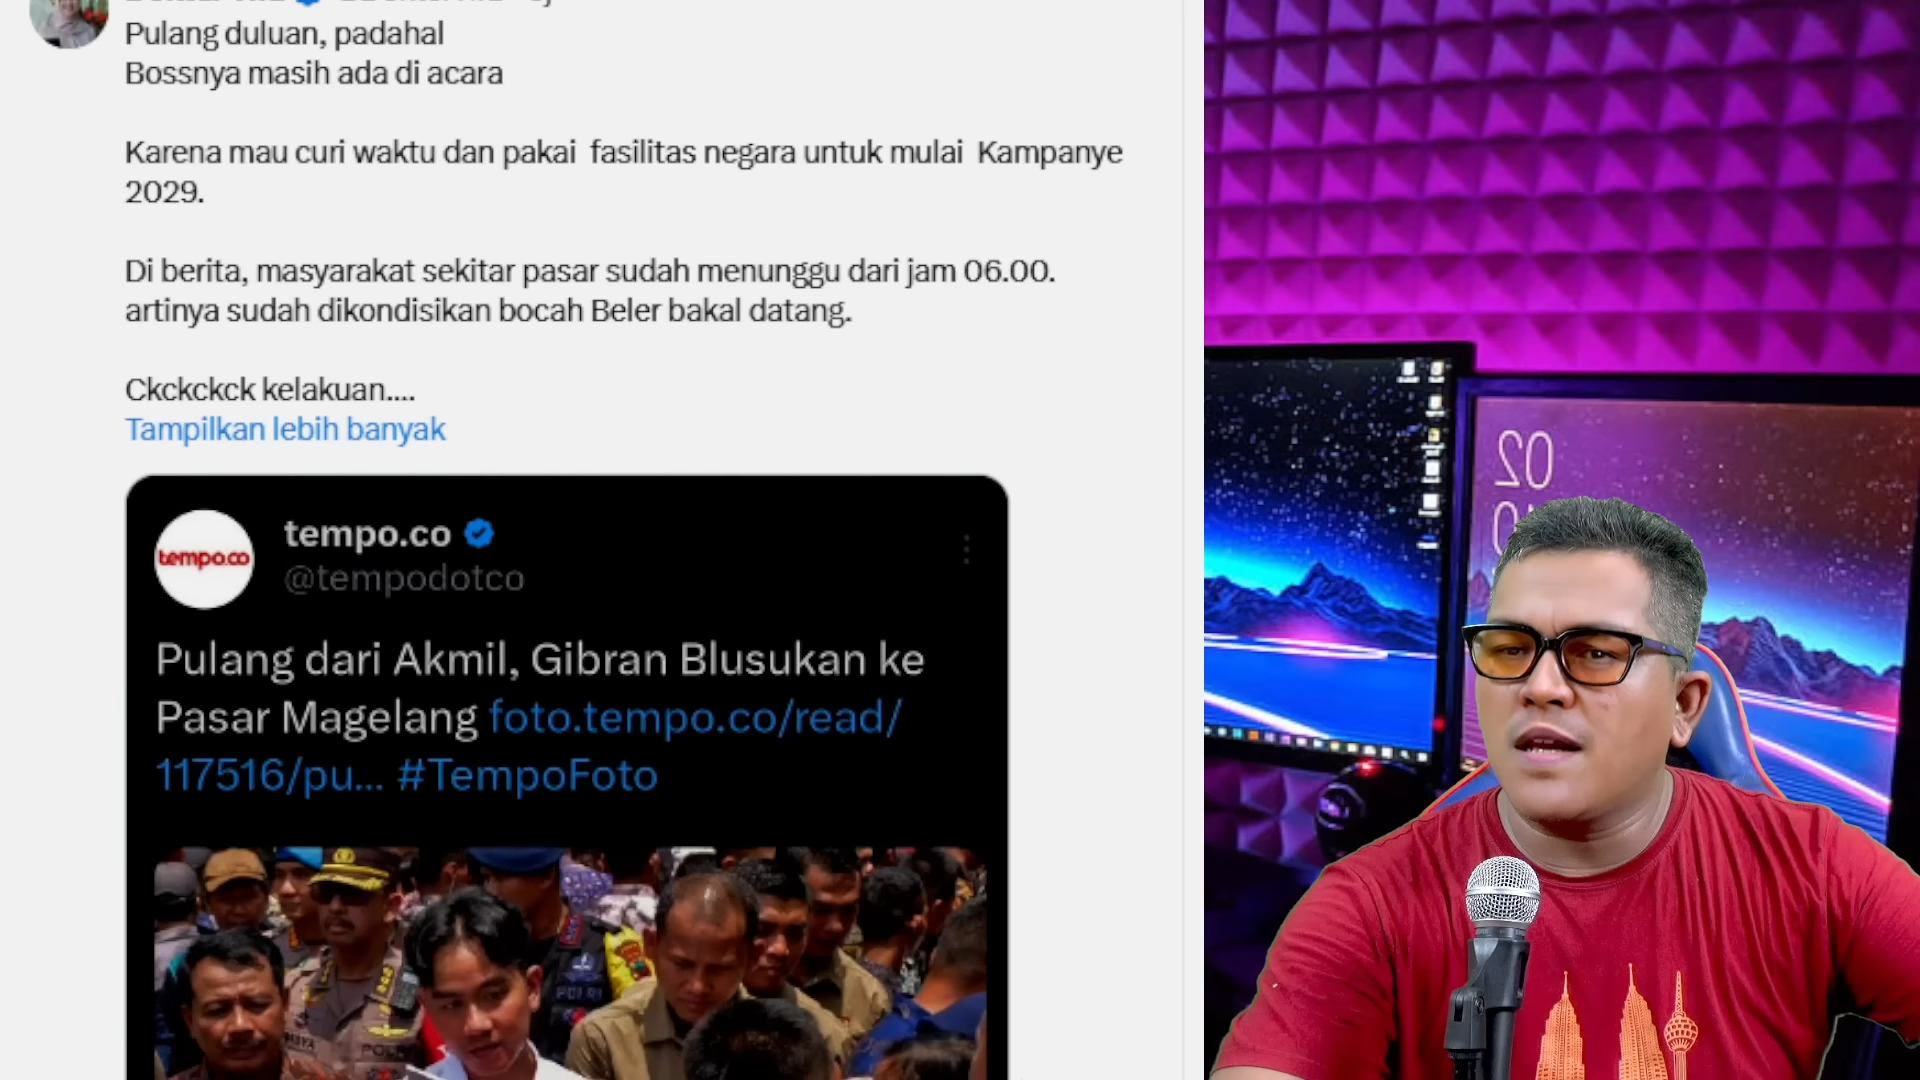 Pulang duluan, padahal
Bossnya masih ada di acara
Karena mau curi waktu dan pakai fasilitas negara untuk mulai Kampanye
2029.
Di berita, masyarakat sekitar pasar sudah menunggu dari jam 06.00.
artinya sudah dikondisikan bocah Beler bakal datang.
Ckckckck kelakuan....
Tampilkan lebih banyak
tempo.co
tempo.co
@tempodotco
Pulang dari Akmil, Gibran Blusukan ke
Pasar Magelang foto.tempo.co/read/
117516/pu... #TempoFoto
POLRI
02